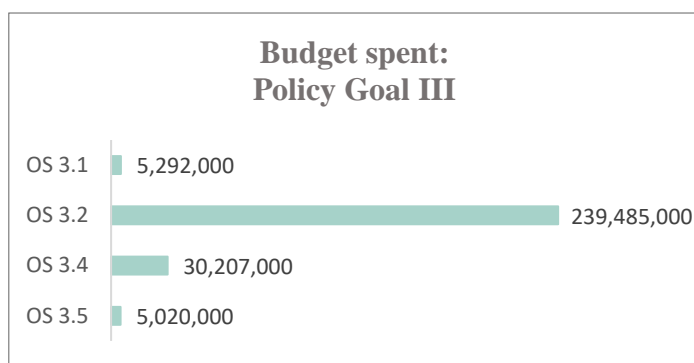 Budget spent:
Policy Goal III
OS 3.1 5,292,000
OS 3.2 239,485,000
OS 3.4 30,207,000
OS 3.5 5,020,000